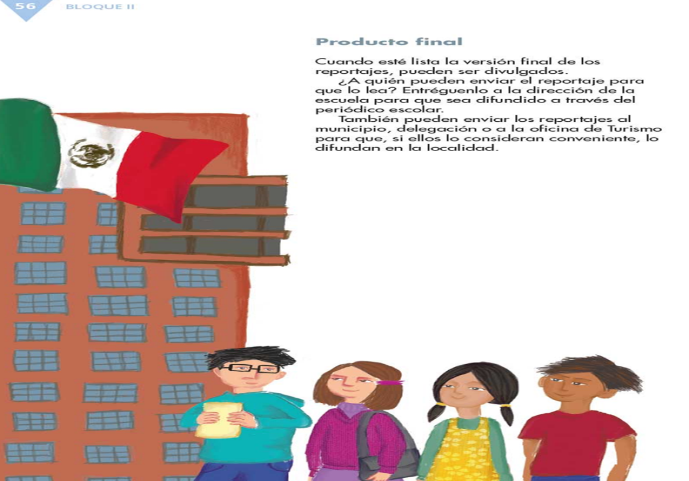 56 BLOQUE II
Producto final
Cuando esté lista la versión final de los
reportajes, pueden ser divulgados.
¿A quién pueden enviar el reportaje para
que lo lea? Entréguenlo a la dirección de la
escuela para que sea difundido a través del
periódico escolar.
También pueden enviar los reportajes al
municipio, delegación o a la oficina de Turismo
para que, si ellos lo consideran conveniente, lo
difundan en la localidad.